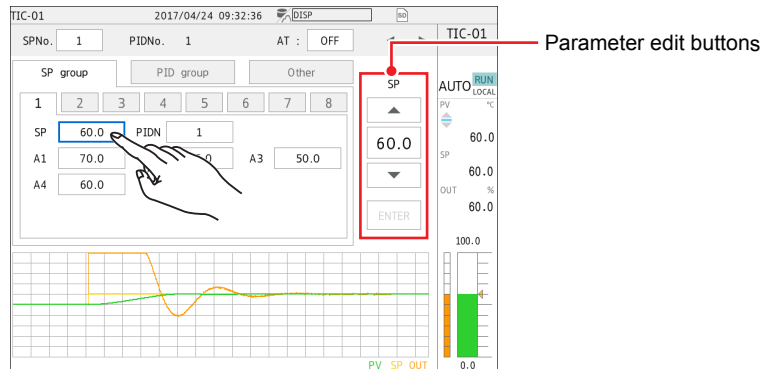 TIC-01 2017/04/24 09:32:36 DISP SD
SPNo. 1 PIDNo. 1 AT : OFF TIC-01
Parameter edit buttons
SP group PID group Other SP
AUTO RUN LOCAL
1 2 3 4 5 6 7 8
PV °C
60.0
SP 60.0 PIDN 1
60.0
SP
A1 70.0 .0 A3 50.0
60.0
A4 60.0
OUT %
60.0
ENTER
100.0
PV SP OUT 0.0